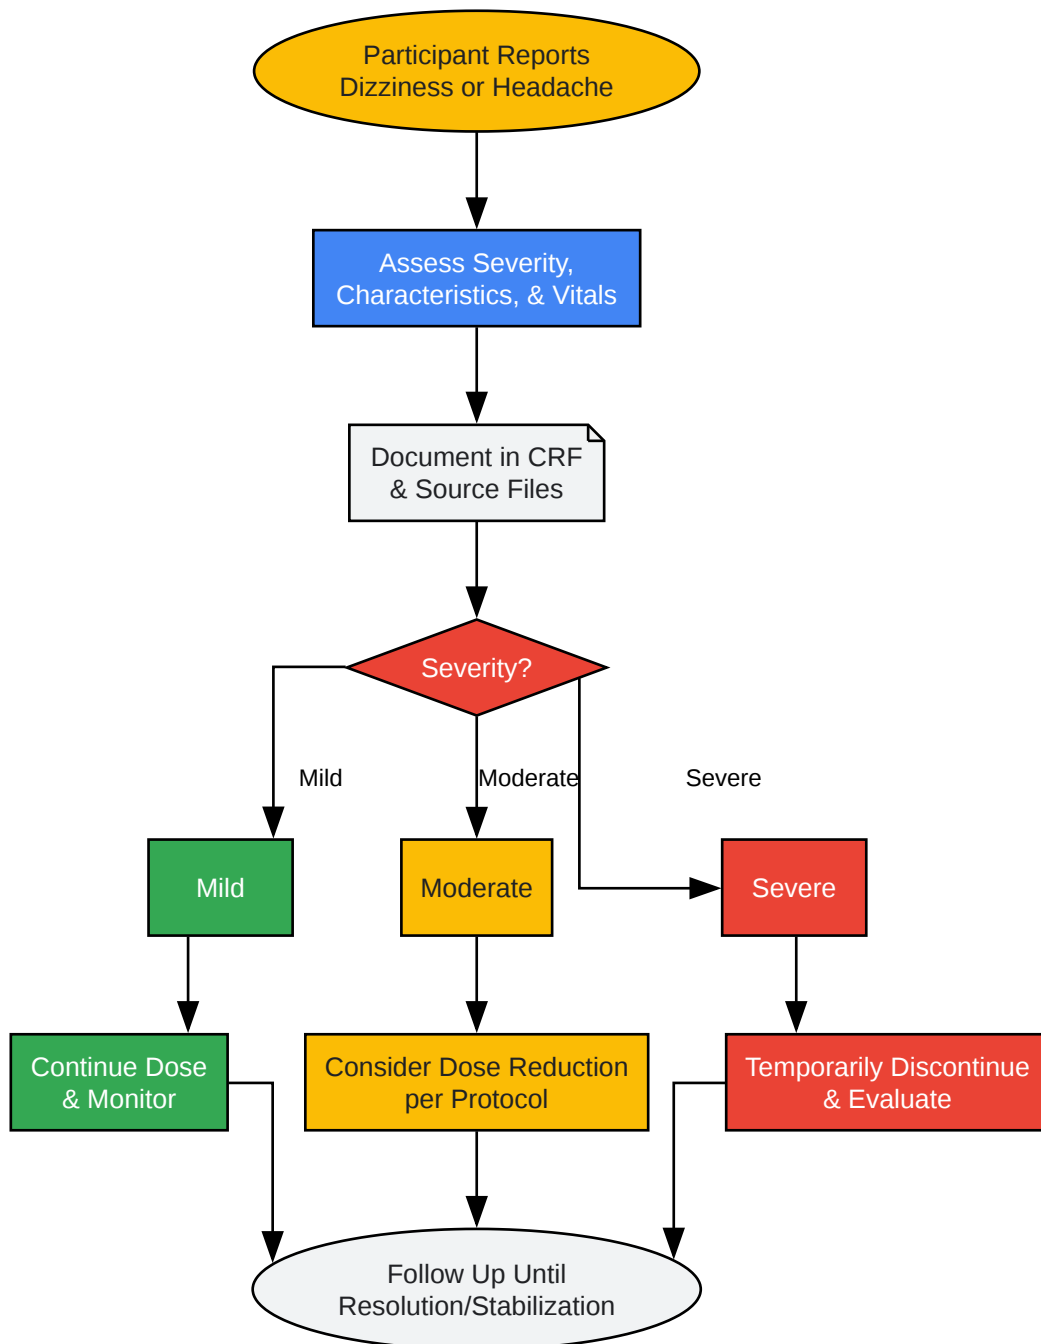 Participant Reports
Dizziness or Headache
Assess Severity,
Characteristics, & Vitals
Document in CRF
& Source Files
Severity?
Mild
Moderate
Severe
Mild
Moderate
Severe
Continue Dose
& Monitor
Consider Dose Reduction
per Protocol
Temporarily Discontinue
& Evaluate
Follow Up Until
Resolution/Stabilization